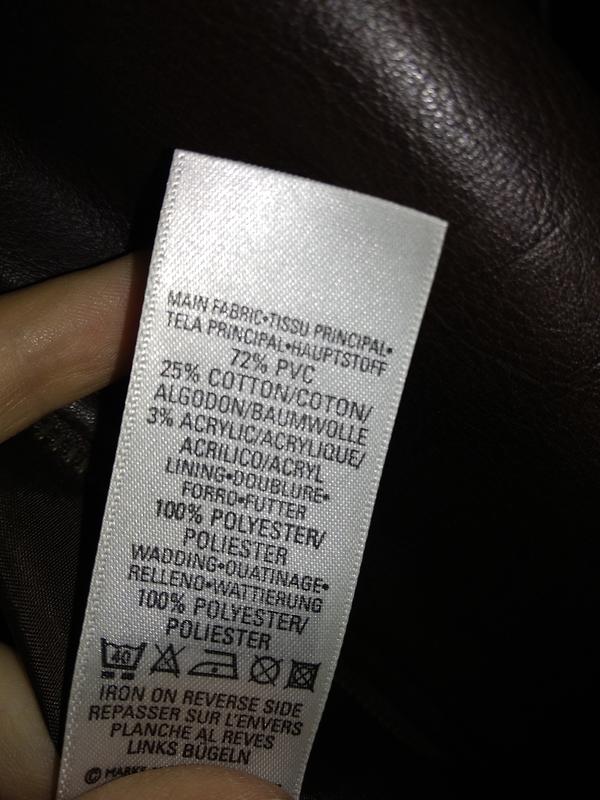 MAIN FABRIC•TISSU PRINCIPAL•
TELA PRINCIPAL•HAUPTSTOFF
72% PVC
25% COTTON/COTON/
ALGODON/BAUMWOLLE
3% ACRYLIC/ACRYLIQUE/
ACRILICO/ACRYL
LINING•DOUBLURE•
FORRO•FUTTER
100% POLYESTER/
POLIESTER
WADDING•OUATINAGE•
RELLENO•WATTIERUNG
100% POLYESTER/
POLIESTER
40
IRON ON REVERSE SIDE
REPASSER SUR L'ENVERS
PLANCHE AL REVES
LINKS BÜGELN
©